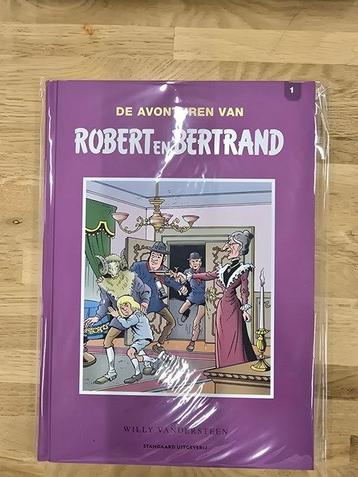 1
DE AVONTUREN VAN
ROBERT EN BERTRAND
WILLY VANDERSTEEN
STANDAARD UITGEVERIJ